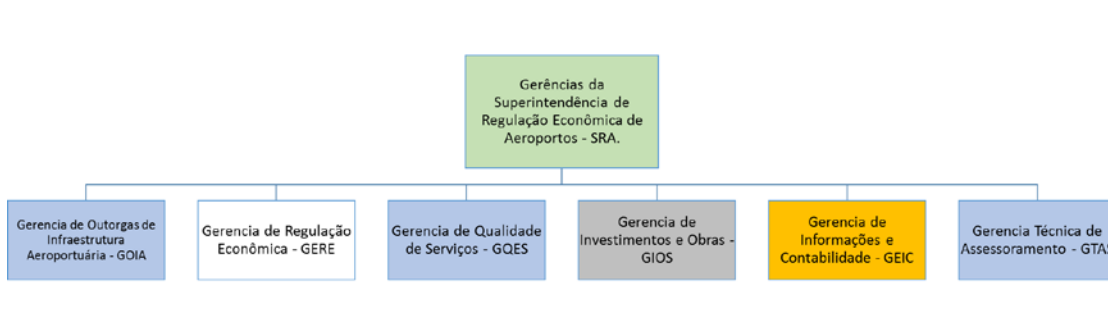 Gerências da
Superintendência de
Regulação Econômica de
Aeroportos - SRA.
Gerencia de Outorgas de
Infraestrutura
Aeroportuária - GOIA
Gerencia de Regulação
Econômica - GERE
Gerencia de Qualidade
de Serviços - GQES
Gerencia de
Investimentos e Obras -
GIOS
Gerencia de
Informações e
Contabilidade - GEIC
Gerencia Técnica de
Assessoramento - GTAS